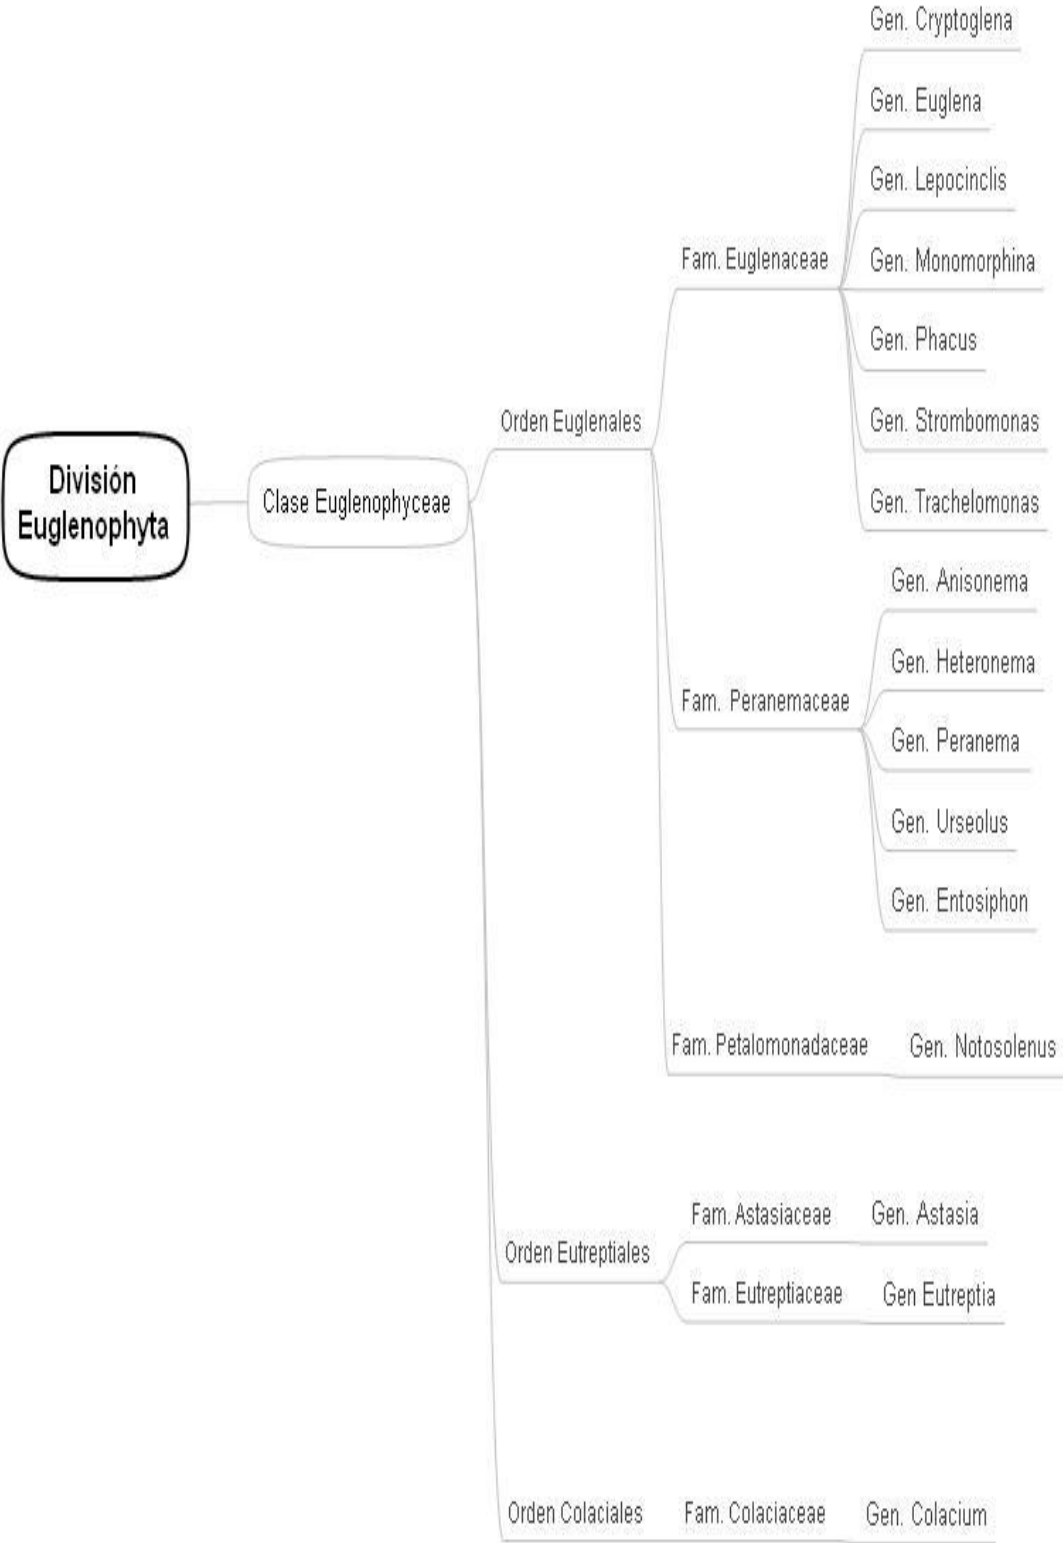 División
Euglenophyta
Clase Euglenophyceae
Orden Euglenales
Fam. Euglenaceae
Gen. Cryptoglena
Gen. Euglena
Gen. Lepocinclis
Gen. Monomorphina
Gen. Phacus
Gen. Strombomonas
Gen. Trachelomonas
Fam. Peranemaceae
Gen. Anisonema
Gen. Heteronema
Gen. Peranema
Gen. Urseolus
Gen. Entosiphon
Fam. Petalomonadaceae
Gen. Notosolenus
Orden Eutreptiales
Fam. Astasiaceae
Gen. Astasia
Fam. Eutreptiaceae
Gen Eutreptia
Orden Colaciales
Fam. Colaciaceae
Gen. Colacium